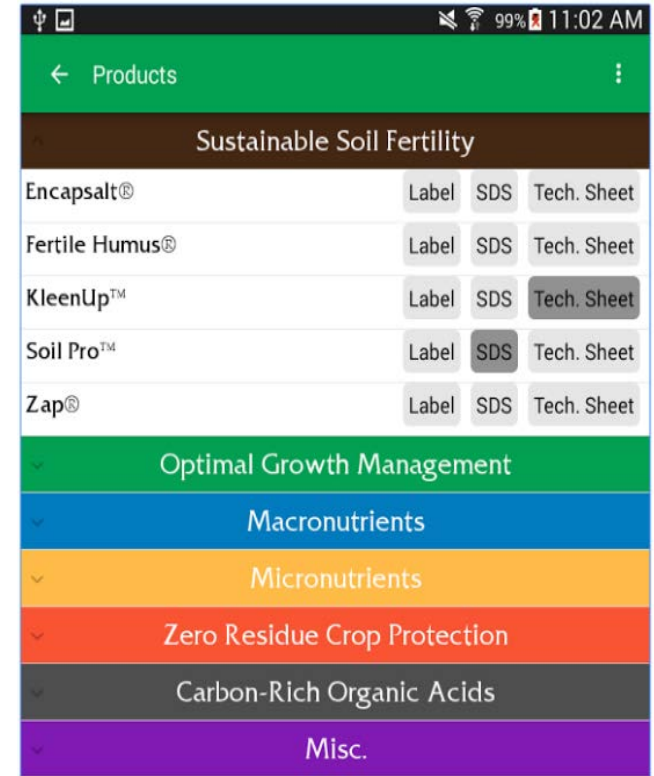 99% 11:02 AM
Products
Sustainable Soil Fertility
Encapsalt® Label SDS Tech. Sheet
Fertile Humus® Label SDS Tech. Sheet
KleenUp™ Label SDS Tech. Sheet
Soil Pro™ Label SDS Tech. Sheet
Zap® Label SDS Tech. Sheet
Optimal Growth Management
Macronutrients
Micronutrients
Zero Residue Crop Protection
Carbon-Rich Organic Acids
Misc.